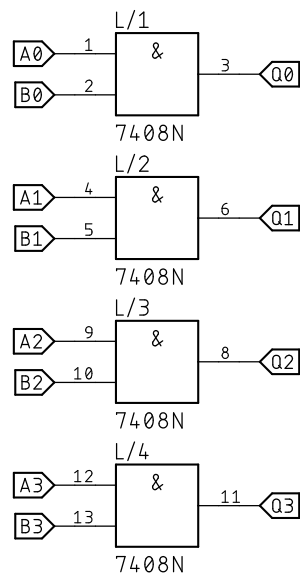 L/1
A0 1 & 3 Q0
B0 2
7408N
L/2
A1 4 & 6 Q1
B1 5
7408N
L/3
A2 9 & 8 Q2
B2 10
7408N
L/4
A3 12 & 11 Q3
B3 13
7408N